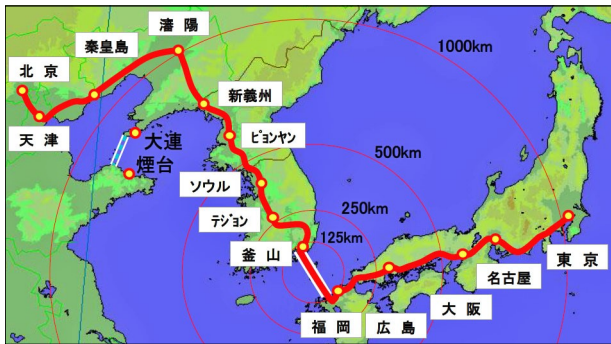 瀋 陽
1000km
秦皇島
北 京
新義州
天 津
大連
ﾋﾟｮﾝﾔﾝ
煙台
500km
ソウル
250km
ﾃｼﾞｮﾝ
125km
釜 山
東 京
名古屋
大 阪
福 岡
広 島